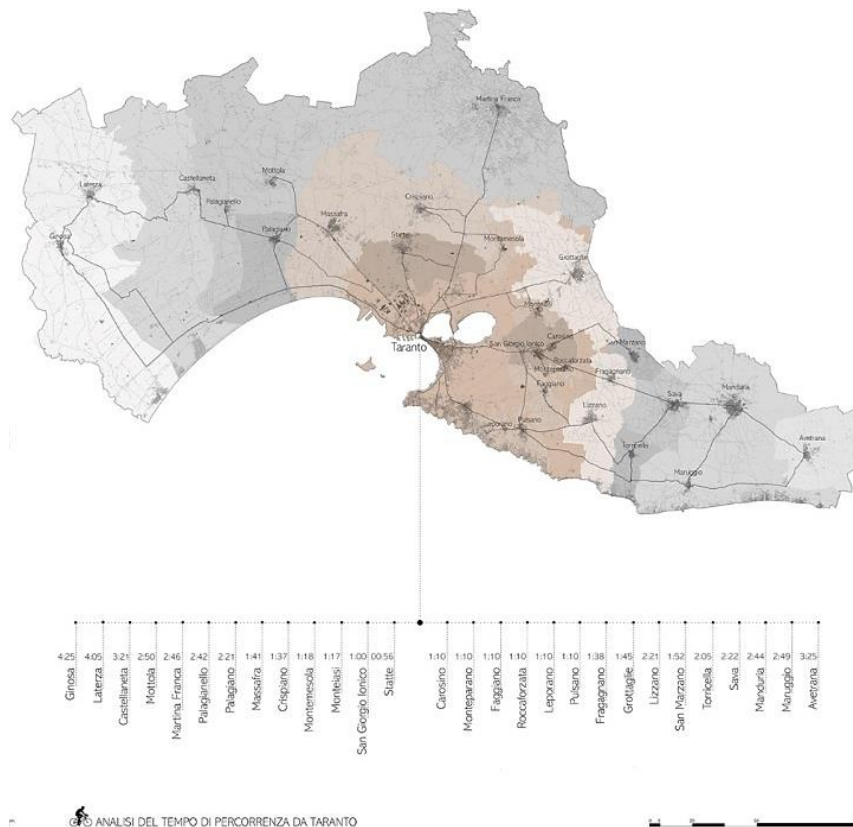 Martina Franca
Mottola
Castellaneta
Laterza
Palagianello
Crispiano
Massafra
Palagiano
Statte
Ginosa
Montemesola
Grottaglie
Monteiasi
Taranto
San Giorgio Ionico
Carosino
San Marzano
Roccaforzata
Monteparano
Fragagnano
Faggiano
Sava
Manduria
Lizzano
Pulsano
Leporano
Torricella
Avetrana
Maruggio
4:25 4:05 3:21 2:50 2:46 2:42 2:21 1:41 1:37 1:18 1:17 1:00 00:56 1:10 1:10 1:10 1:10 1:10 1:10 1:38 1:45 2:21 1:52 2:05 2:22 2:44 2:49 3:25
Ginosa
Laterza
Castellaneta
Mottola
Martina Franca
Palagianello
Palagiano
Massafra
Crispiano
Montemesola
Monteiasi
San Giorgio Ionico
Statte
Carosino
Monteparano
Faggiano
Roccaforzata
Leporano
Pulsano
Fragagnano
Grottaglie
Lizzano
San Marzano
Torricella
Sava
Manduria
Maruggio
Avetrana
ANALISI DEL TEMPO DI PERCORRENZA DA TARANTO